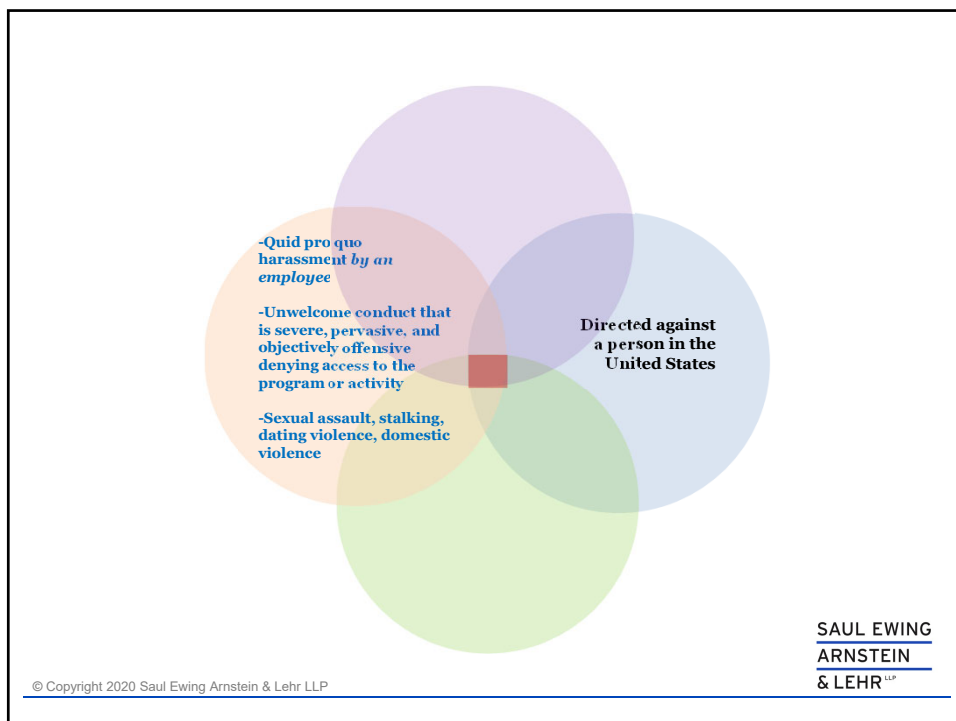 -Quid pro quo
harassment by an
employee
-Unwelcome conduct that
is severe, pervasive, and
objectively offensive
denying access to the
program or activity
-Sexual assault, stalking,
dating violence, domestic
violence
Directed against
a person in the
United States
© Copyright 2020 Saul Ewing Arnstein & Lehr LLP
SAUL EWING
ARNSTEIN
& LEHR LLP